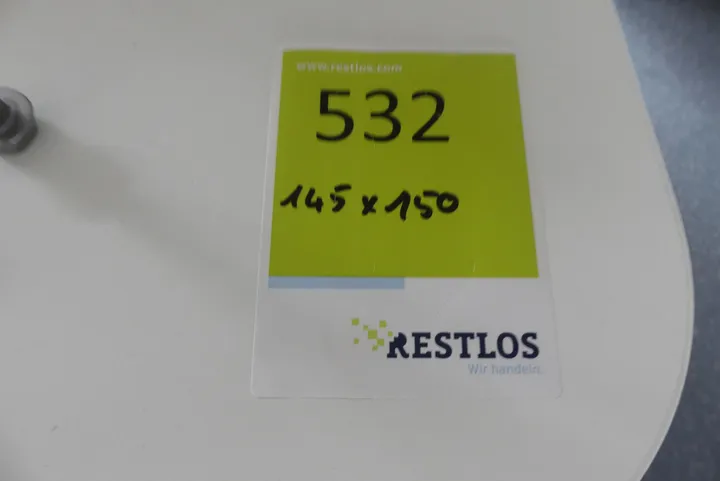 www.restlos.com
532
145 x 150
RESTLOS
Wir handeln.